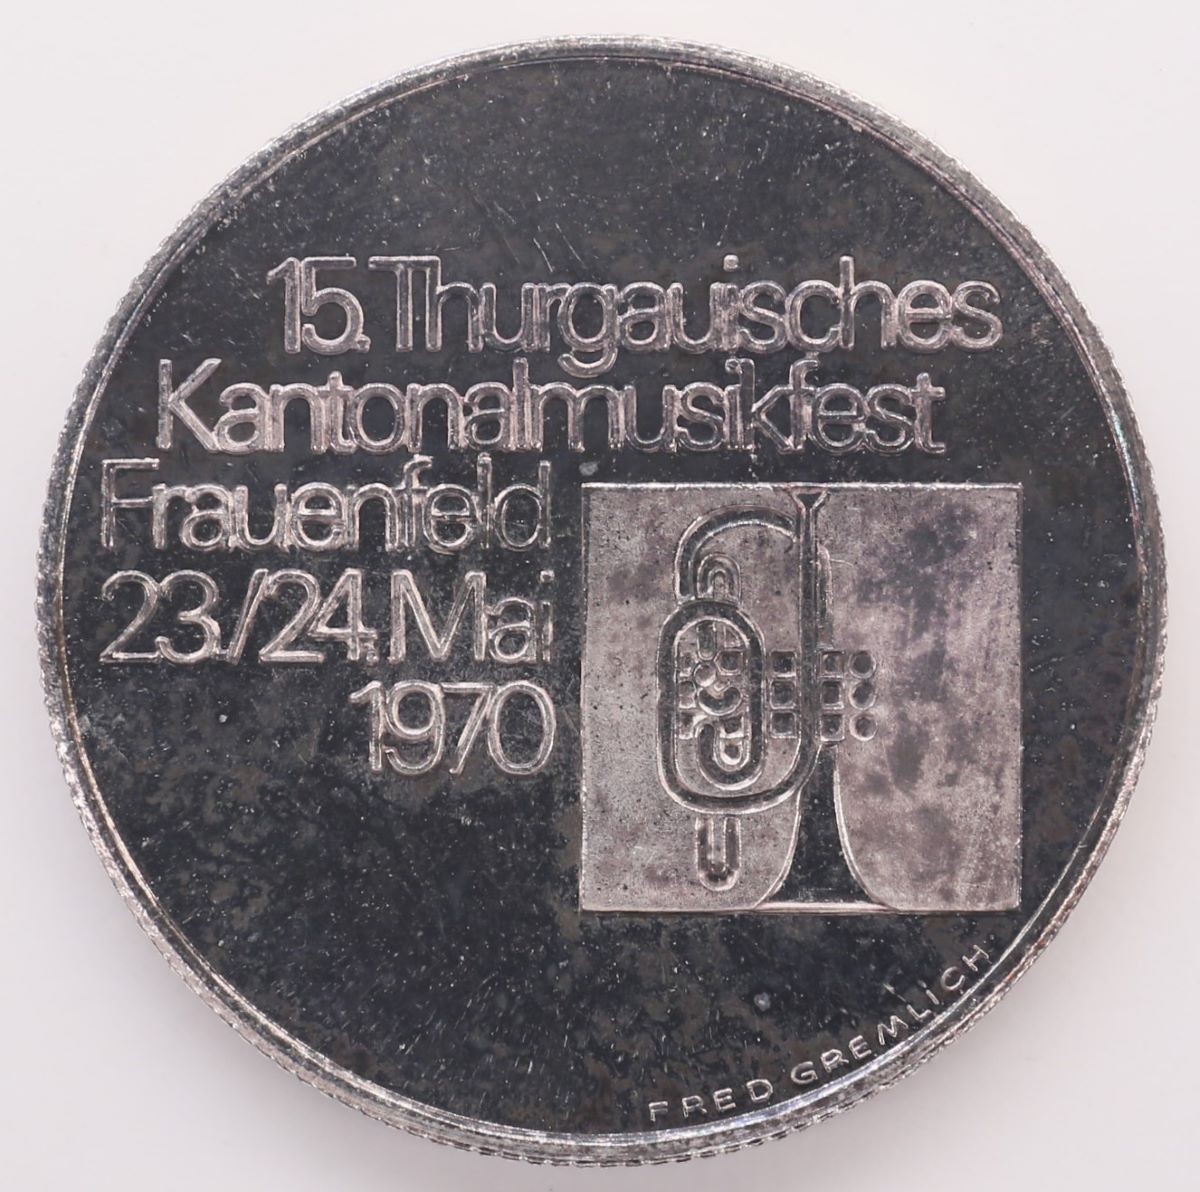 15. Thurgauisches
Kantonalmusikfest
Frauenfeld
23./24. Mai
1970
FRED GREMLICH